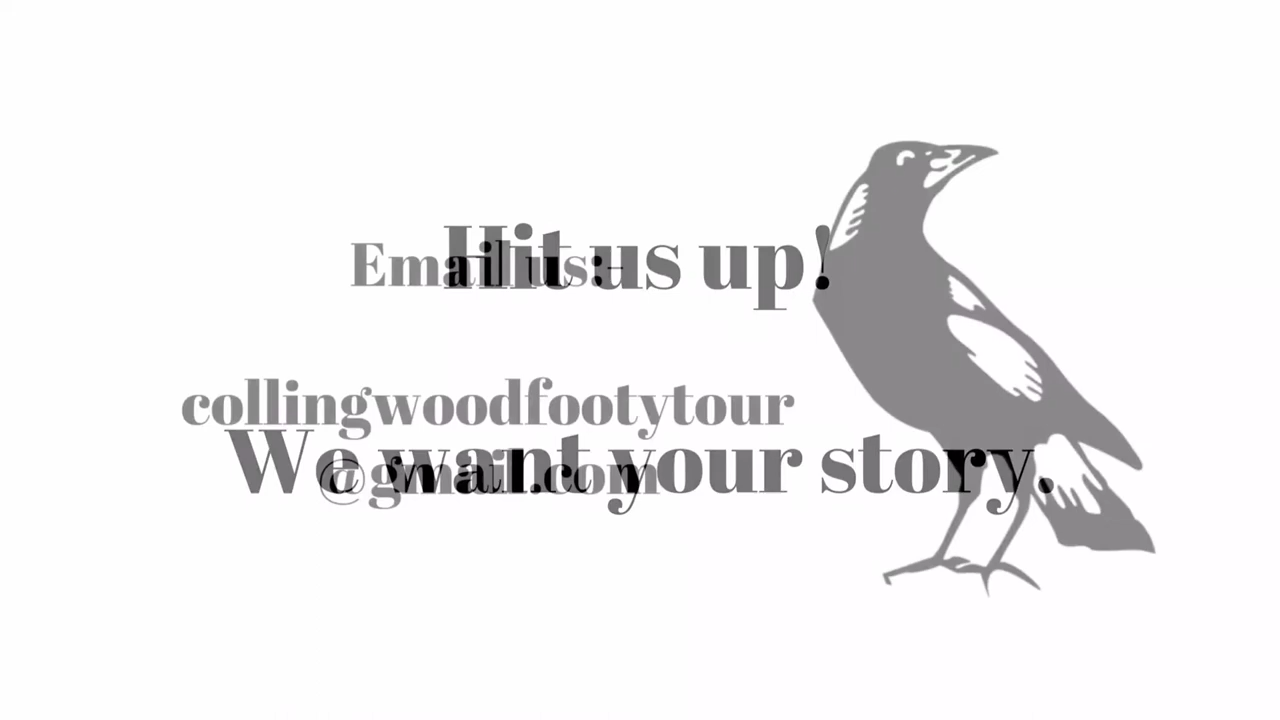 Hit us up!
Email us:-
collingwoodfootytour
@gmail.com
We want your story.